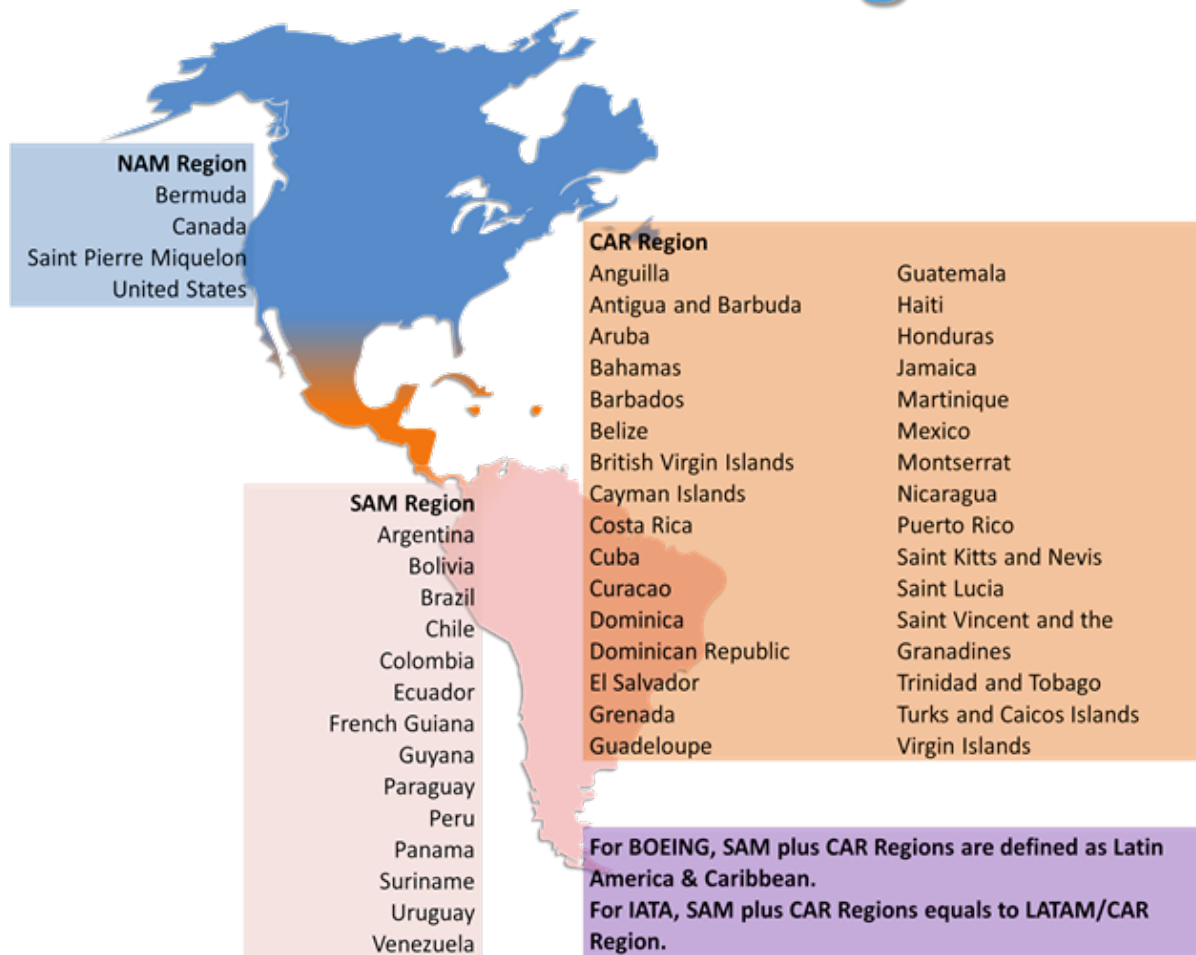 NAM Region
Bermuda
Canada
Saint Pierre Miquelon
United States
CAR Region
Anguilla
Antigua and Barbuda
Aruba
Bahamas
Barbados
Belize
British Virgin Islands
Cayman Islands
Costa Rica
Cuba
Curacao
Dominica
Dominican Republic
El Salvador
Grenada
Guadeloupe
Guatemala
Haiti
Honduras
Jamaica
Martinique
Mexico
Montserrat
Nicaragua
Puerto Rico
Saint Kitts and Nevis
Saint Lucia
Saint Vincent and the
Granadines
Trinidad and Tobago
Turks and Caicos Islands
Virgin Islands
SAM Region
Argentina
Bolivia
Brazil
Chile
Colombia
Ecuador
French Guiana
Guyana
Paraguay
Peru
Panama
Suriname
Uruguay
Venezuela
For BOEING, SAM plus CAR Regions are defined as Latin
America & Caribbean.
For IATA, SAM plus CAR Regions equals to LATAM/CAR
Region.